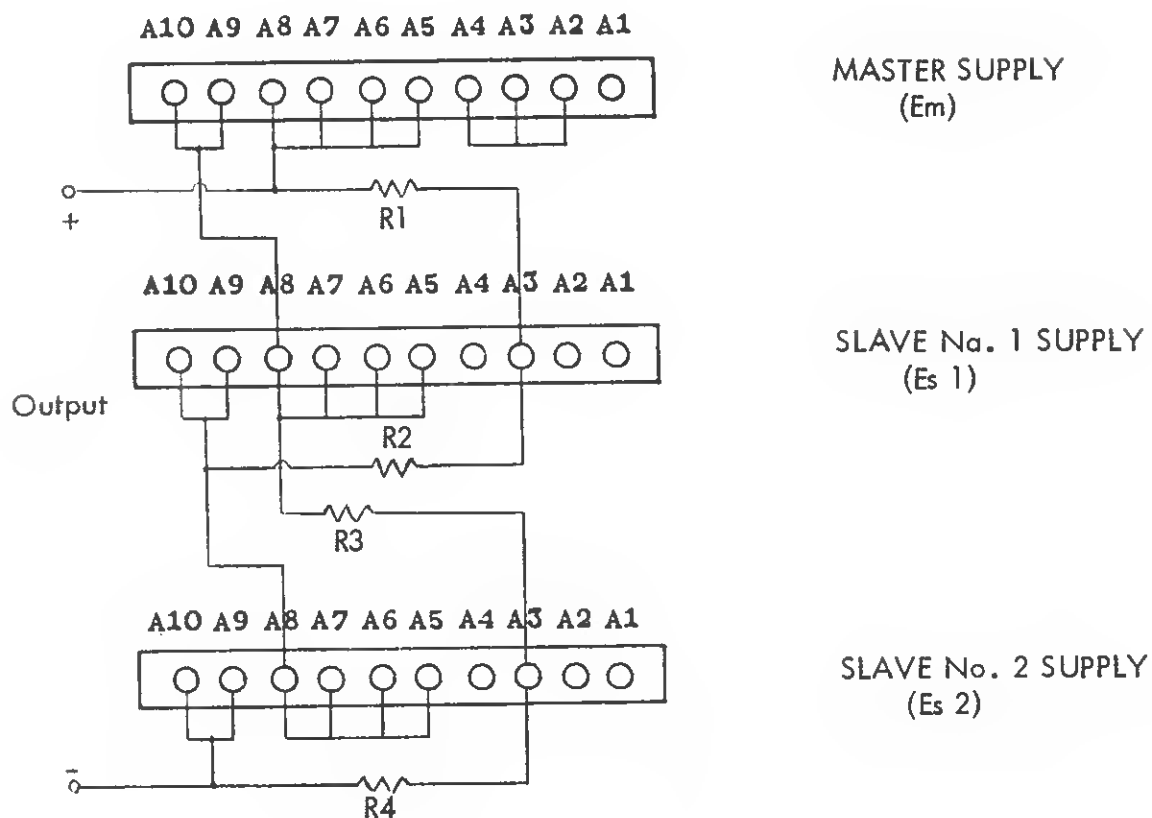 A10 A9 A8 A7 A6 A5 A4 A3 A2 A1
MASTER SUPPLY
(Em)
+
R1
A10 A9 A8 A7 A6 A5 A4 A3 A2 A1
SLAVE Na. 1 SUPPLY
(Es 1)
Output
R2
R3
A10 A9 A8 A7 A6 A5 A4 A3 A2 A1
SLAVE No. 2 SUPPLY
(Es 2)
-
R4